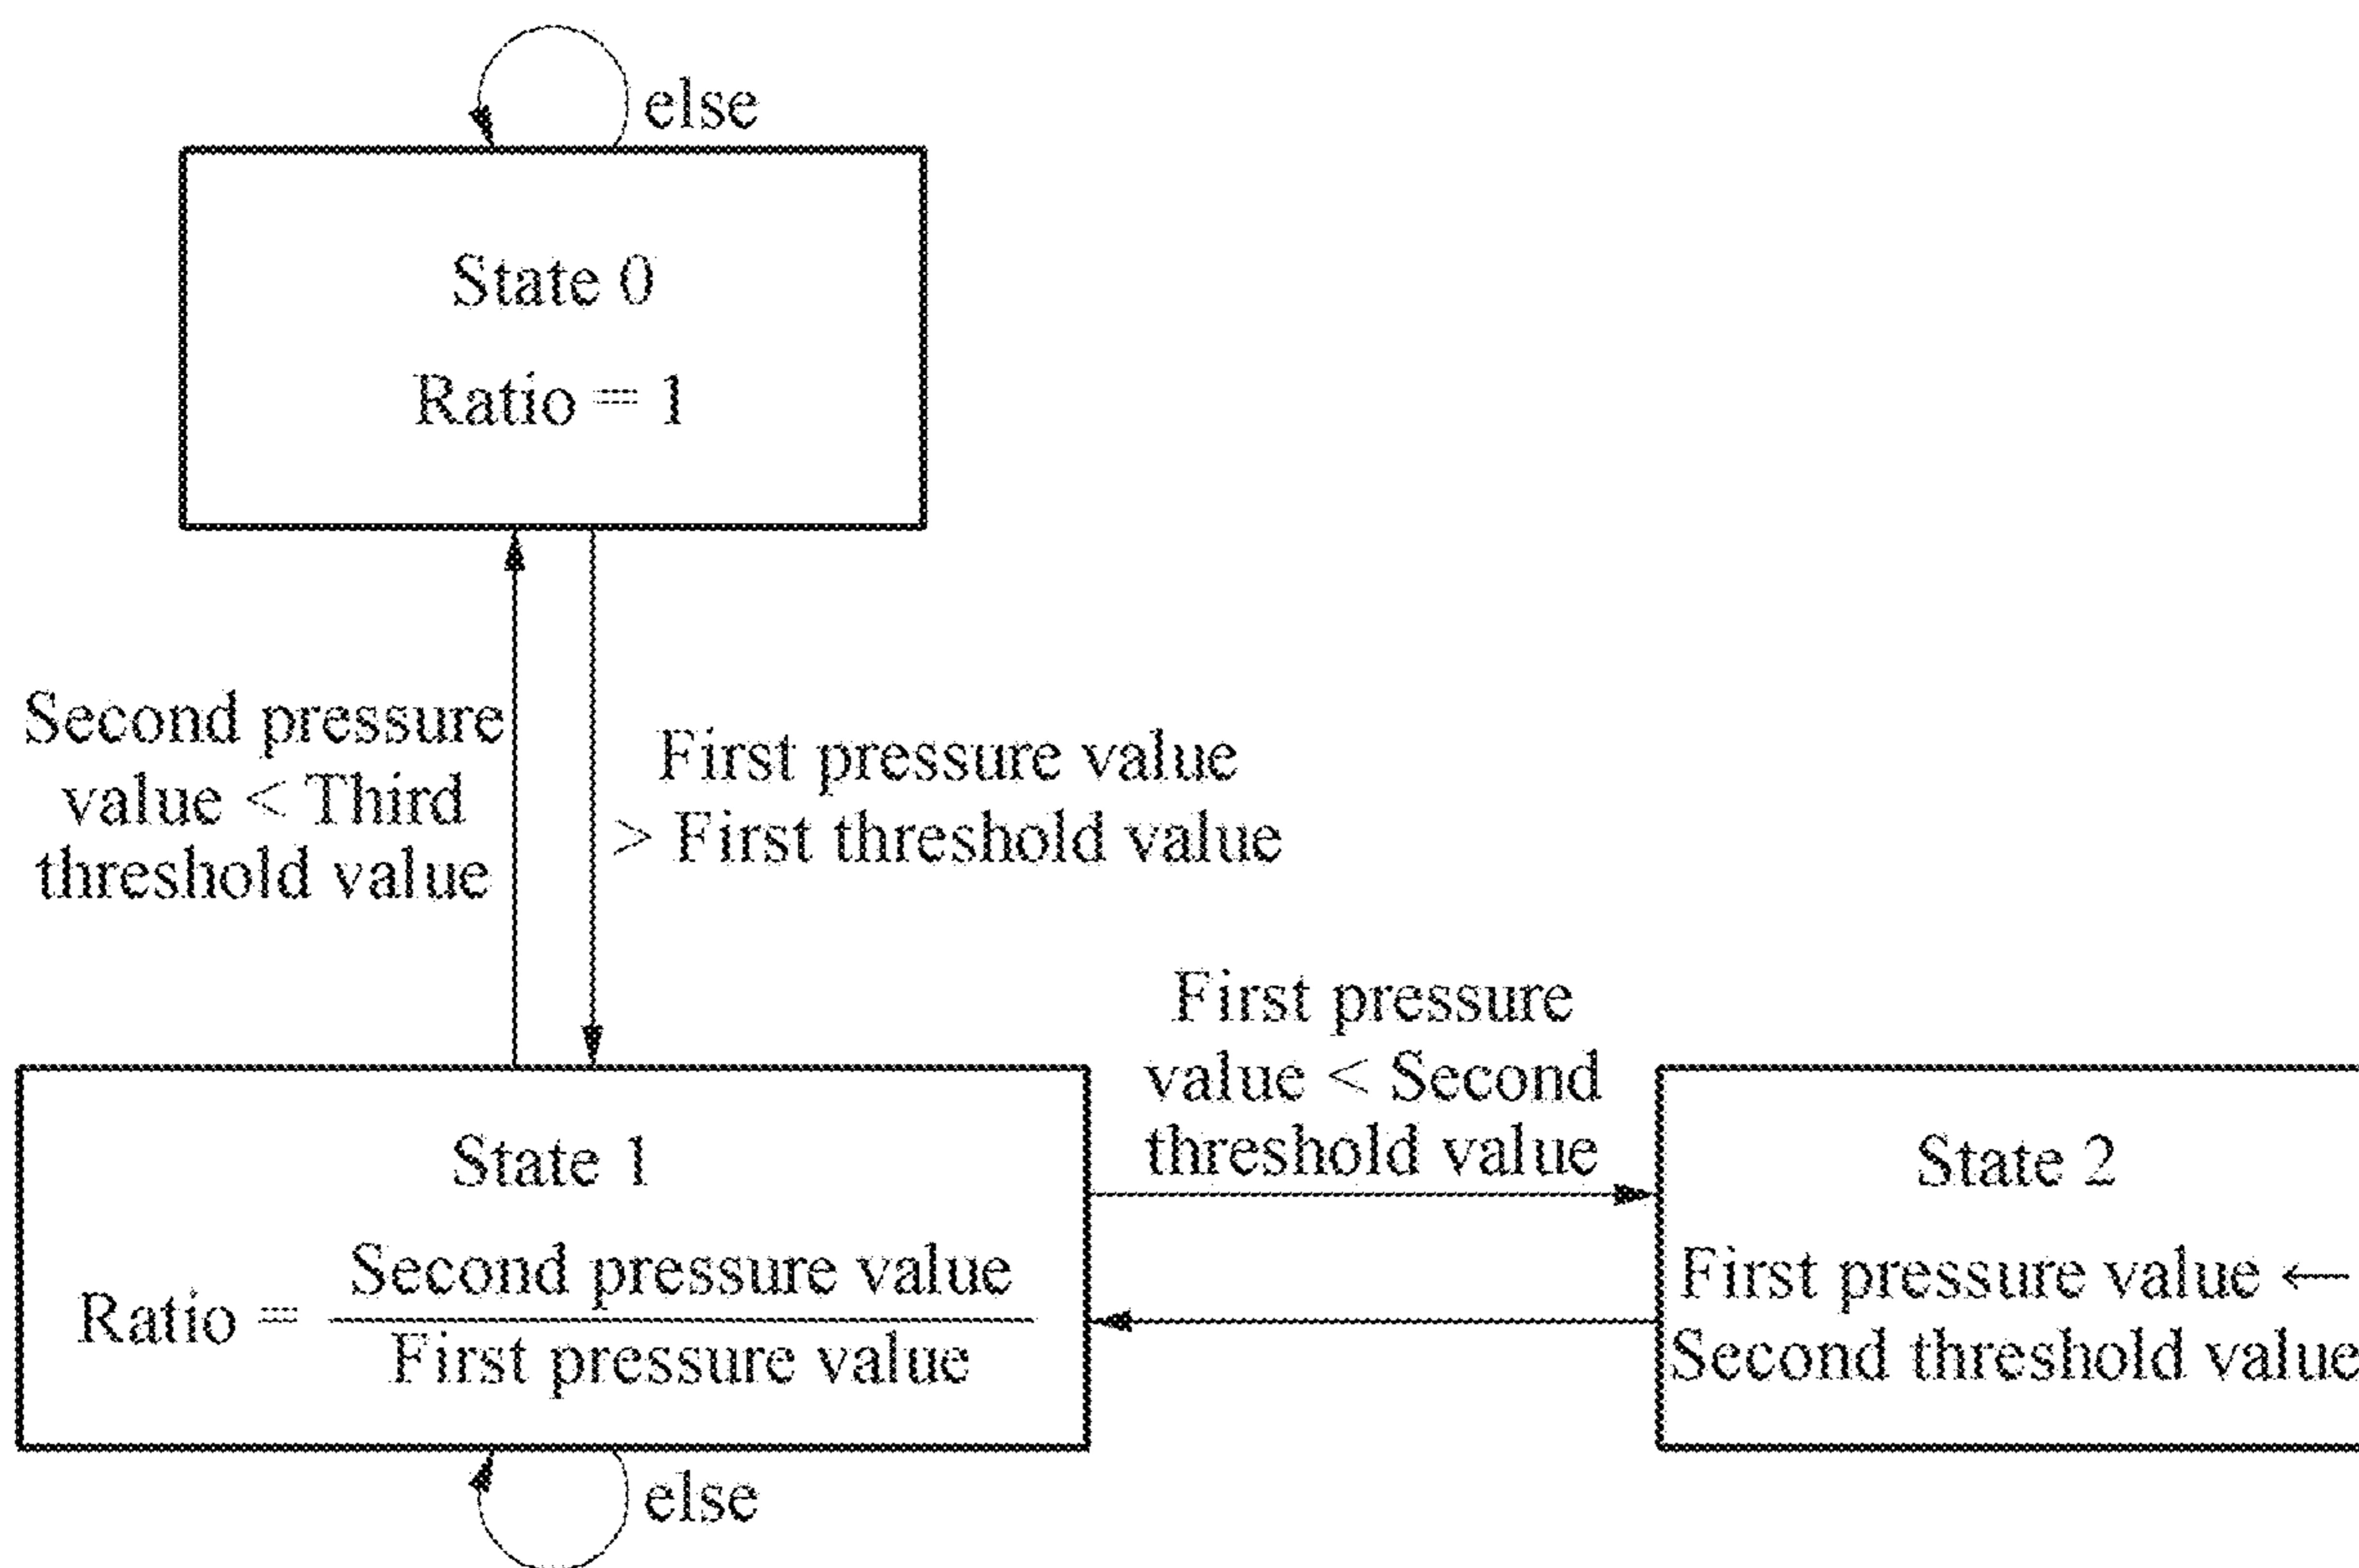 else
State 0
Ratio = 1
Second pressure
value < Third
threshold value
First pressure value
> First threshold value
First pressure
value < Second
threshold value
State 1
Ratio = Second pressure value
First pressure value
State 2
First pressure value ←
Second threshold value
else